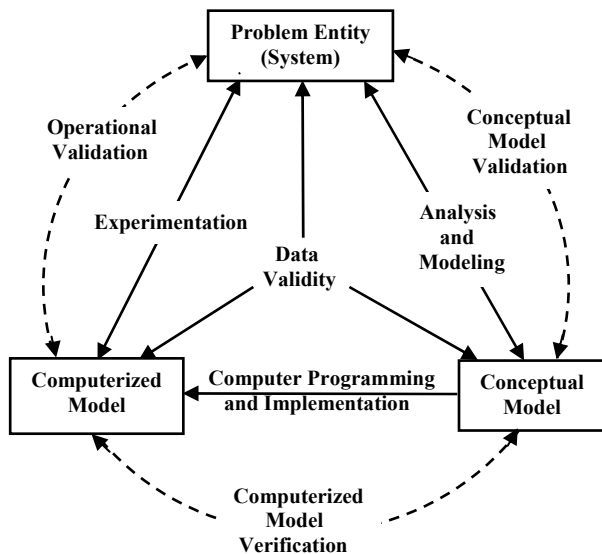 Problem Entity
(System)
Operational
Validation
Conceptual
Model
Validation
Experimentation
Analysis
and
Modeling
Data
Validity
Computerized
Model
Computer Programming
and Implementation
Conceptual
Model
Computerized
Model
Verification